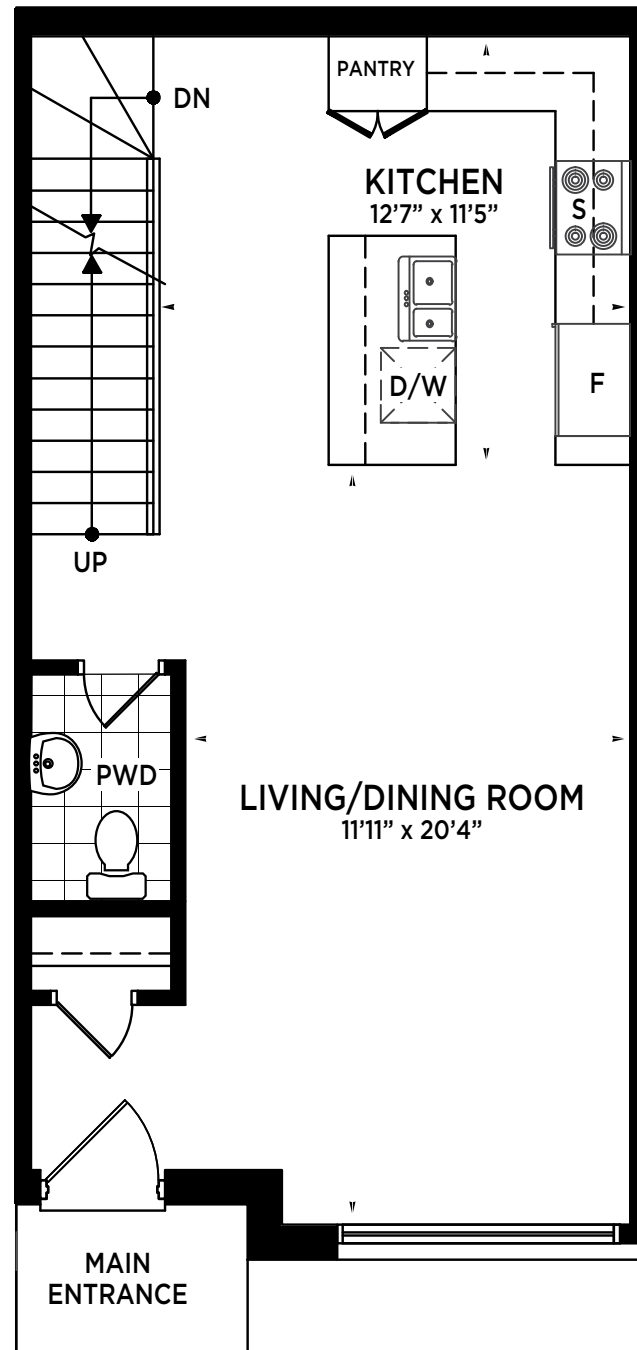 PANTRY
DN
KITCHEN
12'7" x 11'5"
S
D/W
F
UP
PWD
LIVING/DINING ROOM
11'11" x 20'4"
MAIN
ENTRANCE